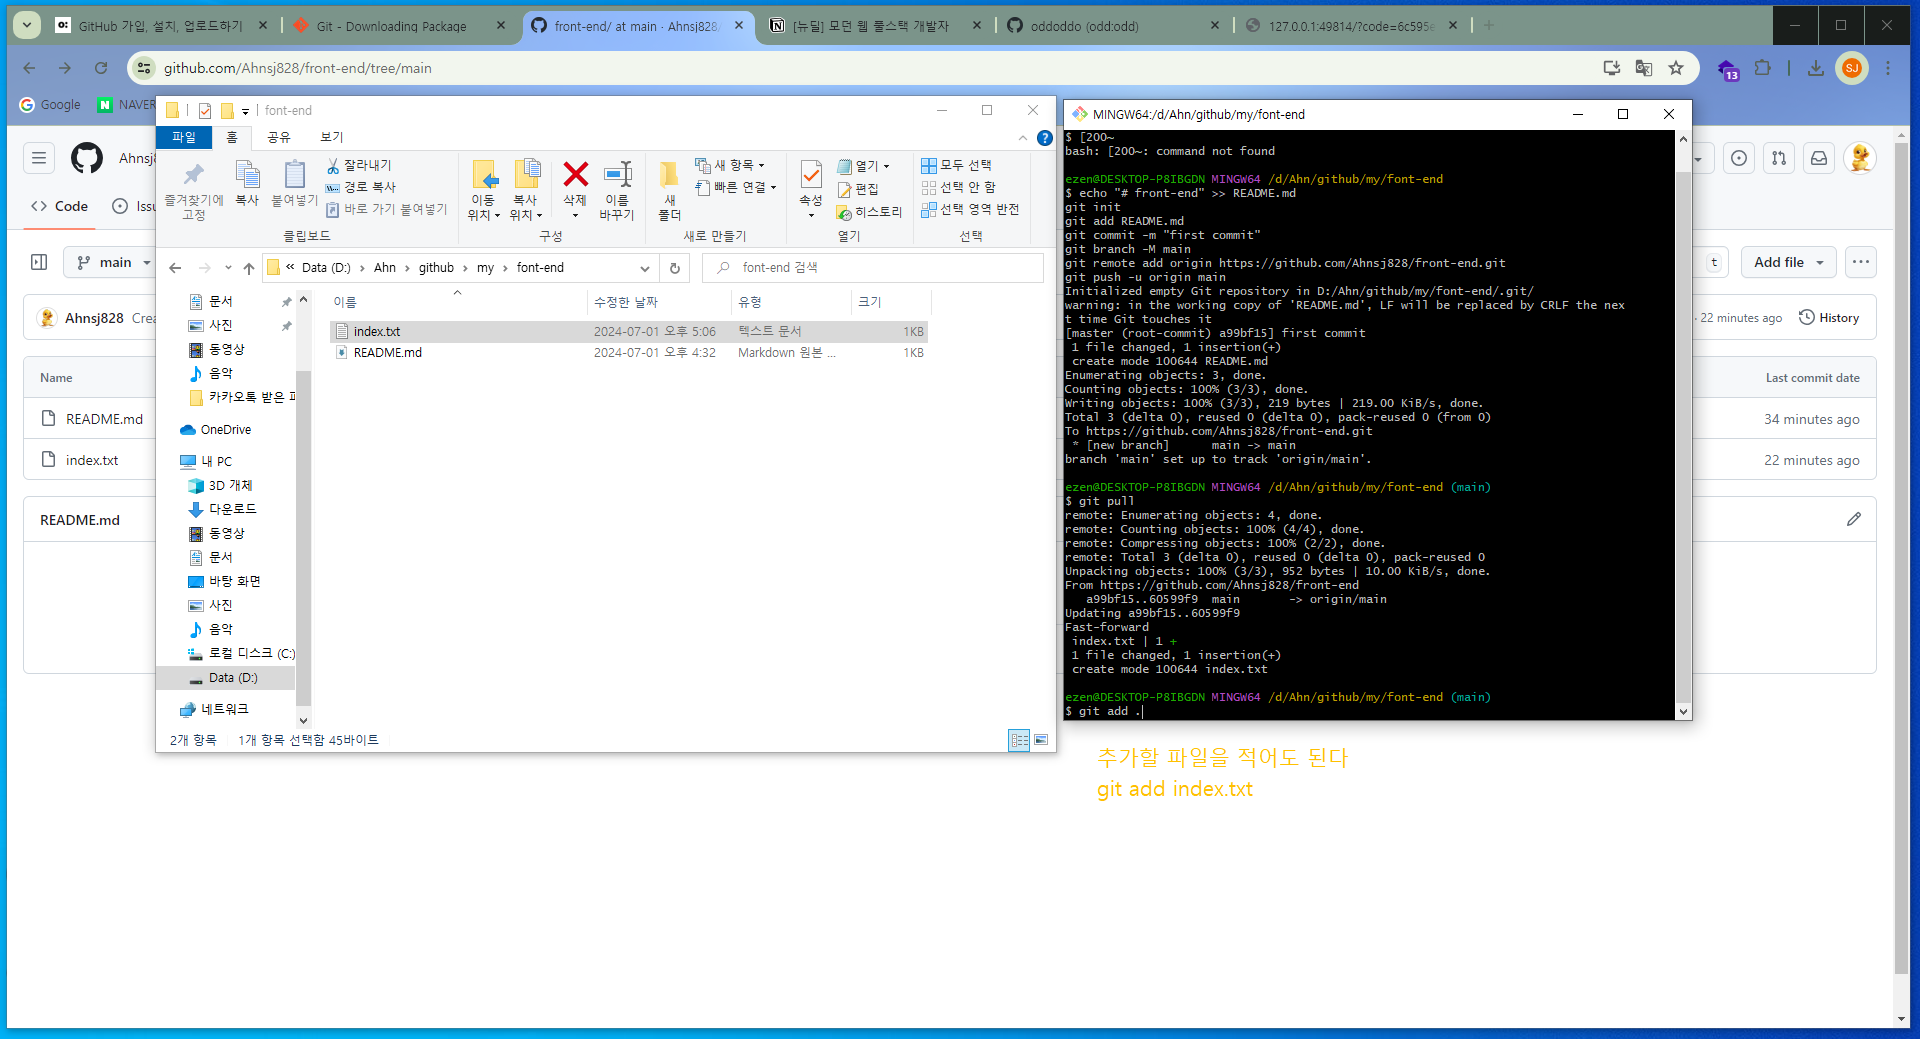 GitHub 가입, 설치, 업로드하기
Git - Downloading Package
front-end/ at main · Ahnsj828/
[뉴딜] 모던 웹 풀스택 개발자
oddoddo (odd:odd)
127.0.0.1:49814/?code=6c595e
github.com/Ahnsj828/front-end/tree/main
13
SJ
Google
NAVER
font-end
파일
홈
공유
보기
즐겨찾기에 고정
복사
붙여넣기
잘라내기
경로 복사
바로 가기 붙여넣기
클립보드
이동 위치
복사 위치
삭제
이름 바꾸기
구성
새 폴더
새 항목
빠른 연결
새로 만들기
속성
열기
편집
히스토리
열기
모두 선택
선택 안 함
선택 영역 반전
선택
« Data (D:) › Ahn › github › my › font-end
font-end 검색
문서
사진
동영상
음악
카카오톡 받은 파
OneDrive
내 PC
3D 개체
다운로드
동영상
문서
바탕 화면
사진
음악
로컬 디스크 (C:)
Data (D:)
네트워크
이름 수정한 날짜 유형 크기
index.txt 2024-07-01 오후 5:06 텍스트 문서 1KB
README.md 2024-07-01 오후 4:32 Markdown 원본 ... 1KB
2개 항목 1개 항목 선택함 45바이트
MINGW64:/d/Ahn/github/my/font-end
$ [200~
bash: [200~: command not found
ezen@DESKTOP-P8IBGDN MINGW64 /d/Ahn/github/my/font-end
$ echo "# front-end" >> README.md
git init
git add README.md
git commit -m "first commit"
git branch -M main
git remote add origin https://github.com/Ahnsj828/front-end.git
git push -u origin main
Initialized empty Git repository in D:/Ahn/github/my/font-end/.git/
warning: in the working copy of 'README.md', LF will be replaced by CRLF the nex
t time Git touches it
[master (root-commit) a99bf15] first commit
1 file changed, 1 insertion(+)
create mode 100644 README.md
Enumerating objects: 3, done.
Counting objects: 100% (3/3), done.
Writing objects: 100% (3/3), 219 bytes | 219.00 KiB/s, done.
Total 3 (delta 0), reused 0 (delta 0), pack-reused 0 (from 0)
To https://github.com/Ahnsj828/front-end.git
* [new branch] main -> main
branch 'main' set up to track 'origin/main'.
ezen@DESKTOP-P8IBGDN MINGW64 /d/Ahn/github/my/font-end (main)
$ git pull
remote: Enumerating objects: 4, done.
remote: Counting objects: 100% (4/4), done.
remote: Compressing objects: 100% (2/2), done.
remote: Total 3 (delta 0), reused 0 (delta 0), pack-reused 0
Unpacking objects: 100% (3/3), 952 bytes | 10.00 KiB/s, done.
From https://github.com/Ahnsj828/front-end
a99bf15..60599f9 main -> origin/main
Updating a99bf15..60599f9
Fast-forward
index.txt | 1 +
1 file changed, 1 insertion(+)
create mode 100644 index.txt
ezen@DESKTOP-P8IBGDN MINGW64 /d/Ahn/github/my/font-end (main)
$ git add .
추가할 파일을 적어도 된다
git add index.txt
Ahnsj8
Code
Issu
main
t
Add file
Ahnsj828 Crea
· 22 minutes ago
History
Name
Last commit date
README.md
34 minutes ago
index.txt
22 minutes ago
README.md